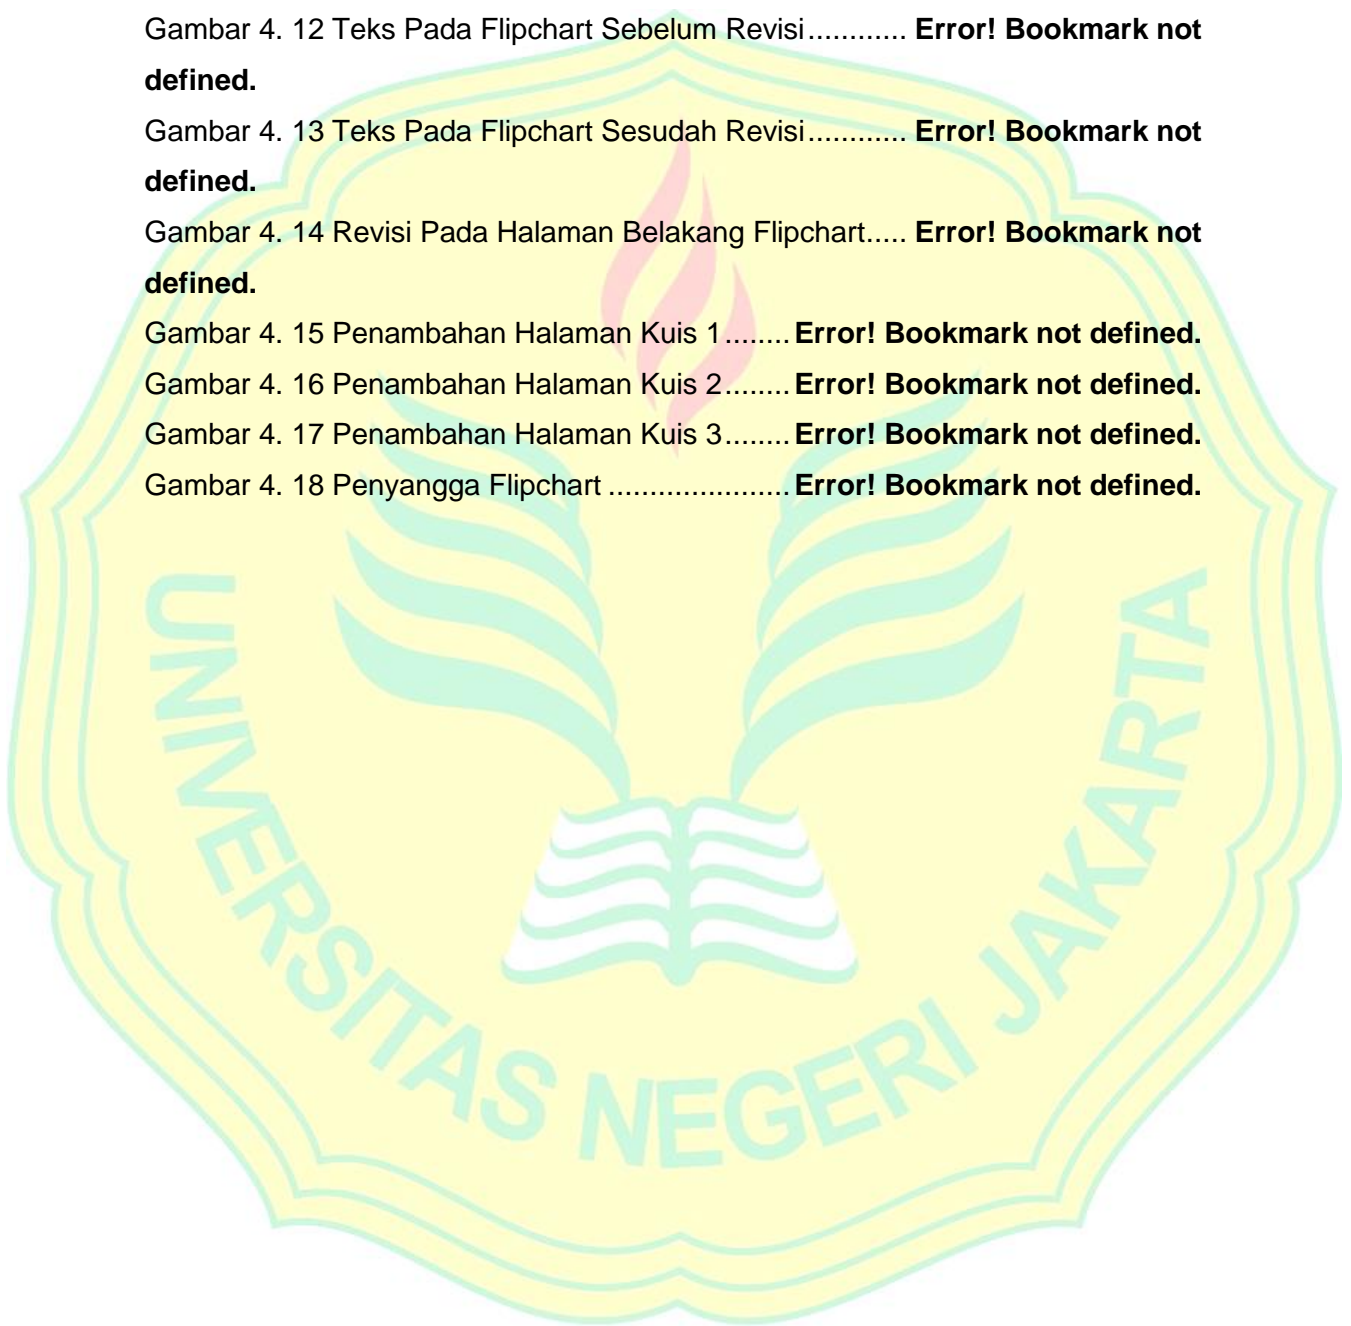 Gambar 4. 12 Teks Pada Flipchart Sebelum Revisi............ Error! Bookmark not
defined.
Gambar 4. 13 Teks Pada Flipchart Sesudah Revisi............ Error! Bookmark not
defined.
Gambar 4. 14 Revisi Pada Halaman Belakang Flipchart..... Error! Bookmark not
defined.
Gambar 4. 15 Penambahan Halaman Kuis 1........ Error! Bookmark not defined.
Gambar 4. 16 Penambahan Halaman Kuis 2........ Error! Bookmark not defined.
Gambar 4. 17 Penambahan Halaman Kuis 3........ Error! Bookmark not defined.
Gambar 4. 18 Penyangga Flipchart ...................... Error! Bookmark not defined.
UNIVERSITAS NEGERI JAKARTA